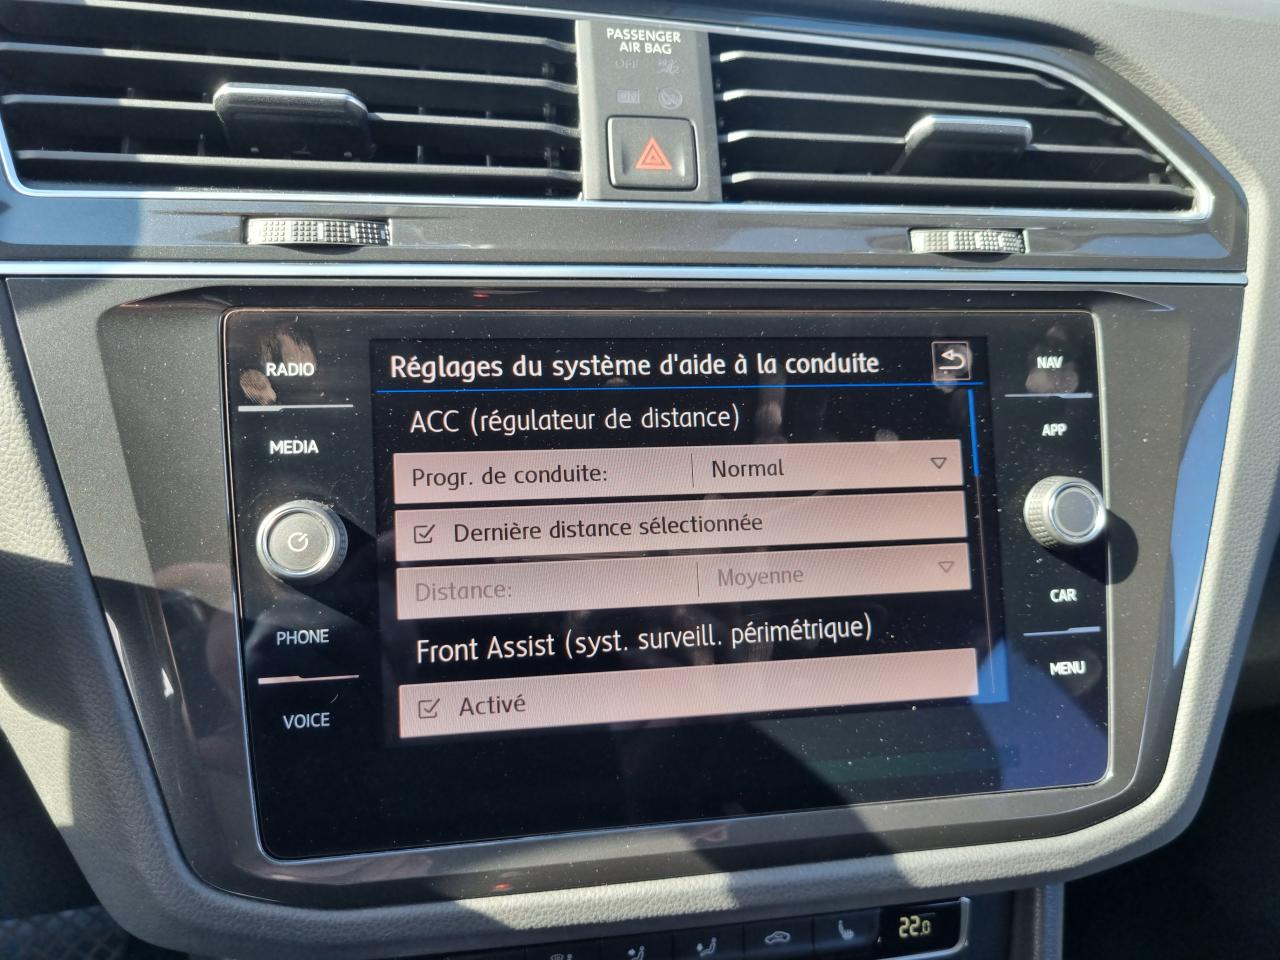 PASSENGER
AIR BAG
OFF
ON
RADIO
MEDIA
PHONE
VOICE
Réglages du système d'aide à la conduite
ACC (régulateur de distance)
Progr. de conduite: Normal
Dernière distance sélectionnée
Distance: Moyenne
Front Assist (syst. surveill. périmétrique)
Activé
NAV
APP
CAR
MENU
22.0